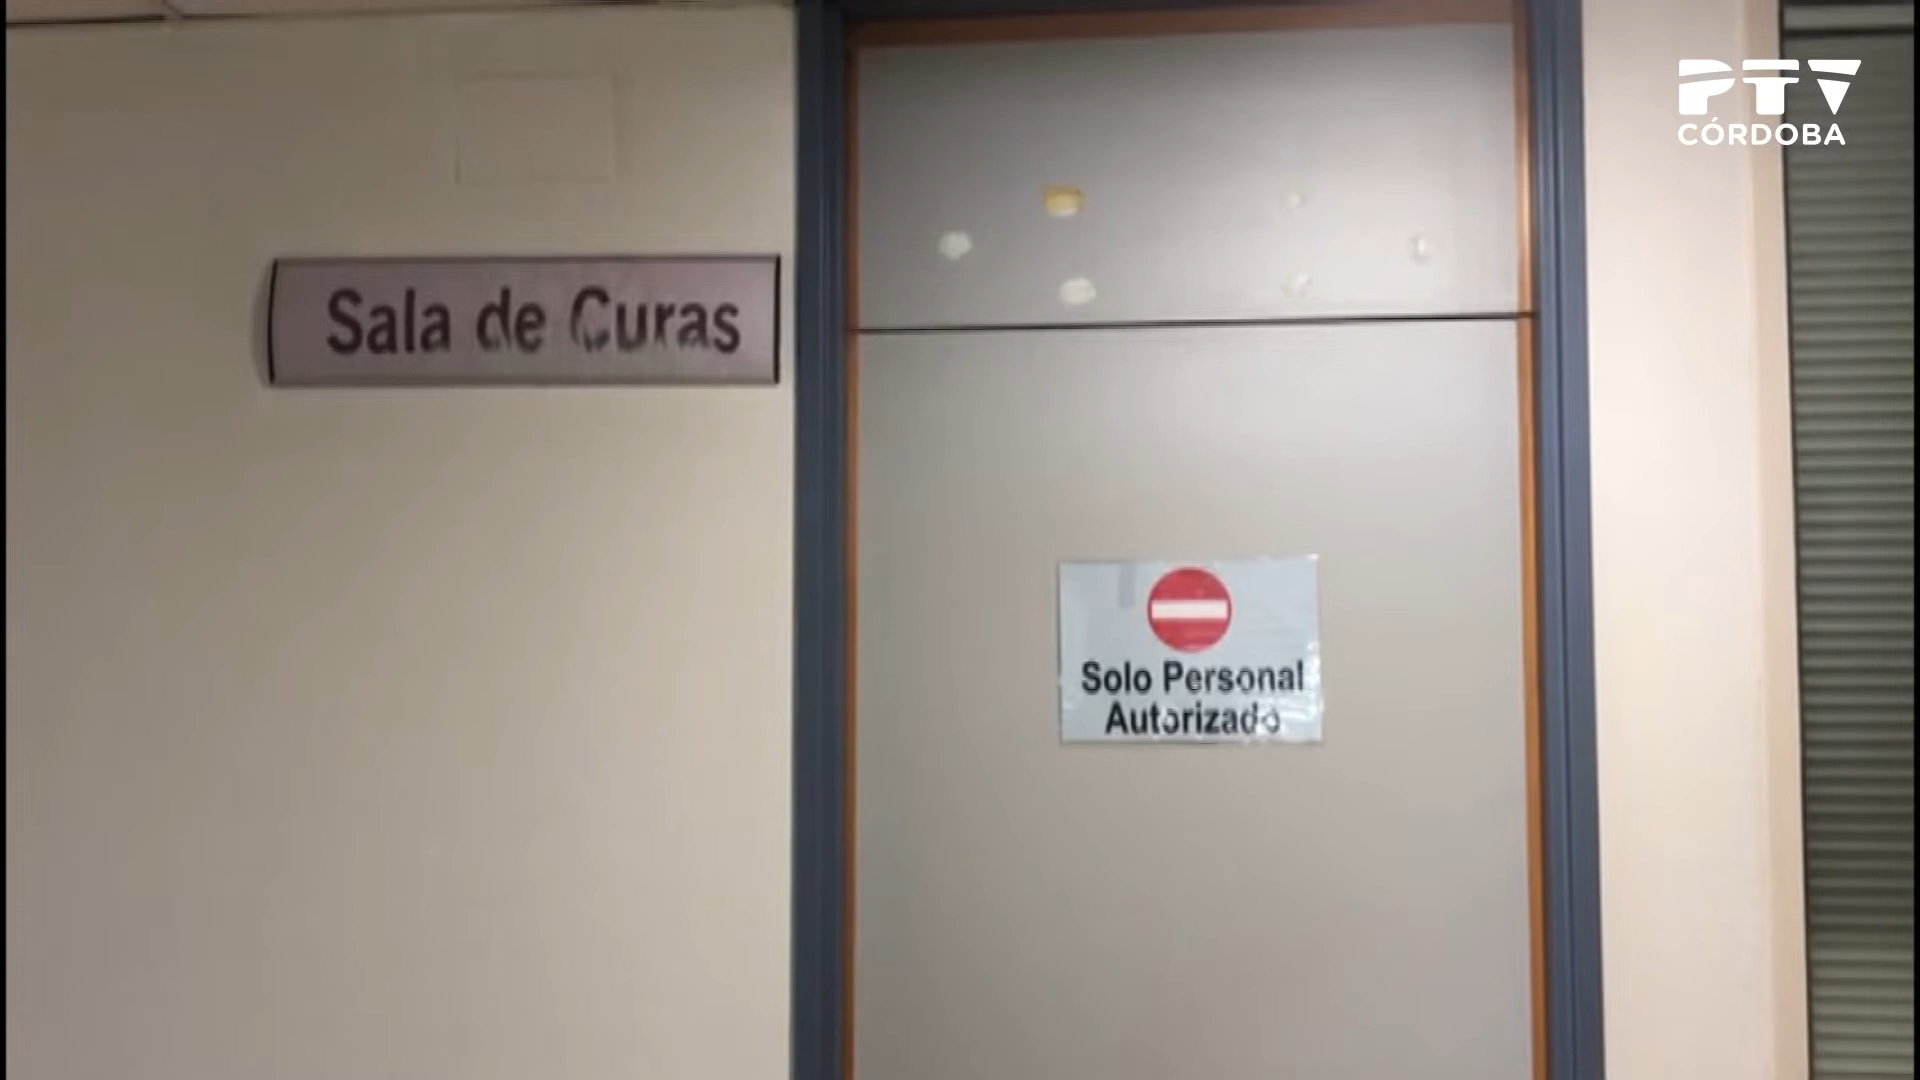 PTV
CÓRDOBA
Sala de Curas
Solo Personal
Autorizado